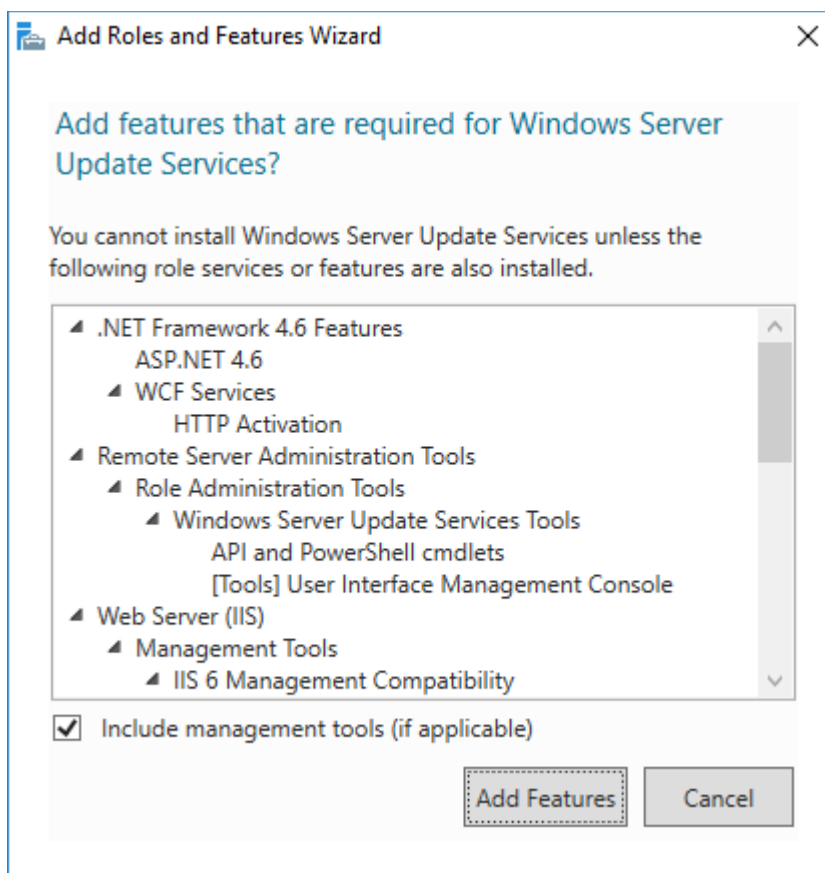 Add Roles and Features Wizard
Add features that are required for Windows Server
Update Services?
You cannot install Windows Server Update Services unless the
following role services or features are also installed.
.NET Framework 4.6 Features
ASP.NET 4.6
WCF Services
HTTP Activation
Remote Server Administration Tools
Role Administration Tools
Windows Server Update Services Tools
API and PowerShell cmdlets
[Tools] User Interface Management Console
Web Server (IIS)
Management Tools
IIS 6 Management Compatibility
Include management tools (if applicable)
Add Features
Cancel